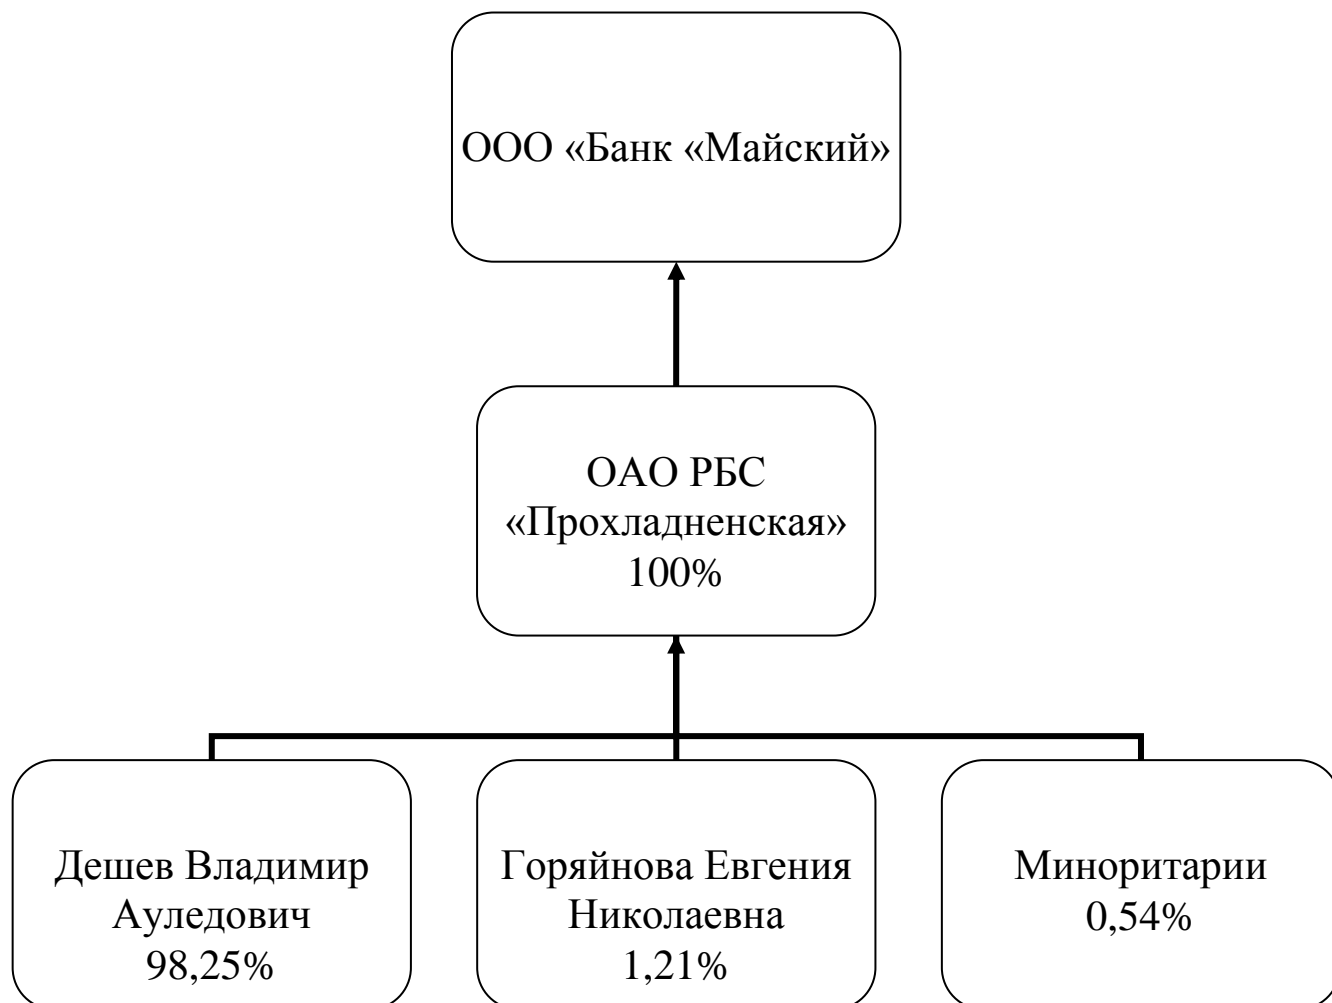 ООО «Банк «Майский»
ОАО РБС
«Прохладненская»
100%
Дешев Владимир
Ауледович
98,25%
Горяйнова Евгения
Николаевна
1,21%
Миноритарии
0,54%